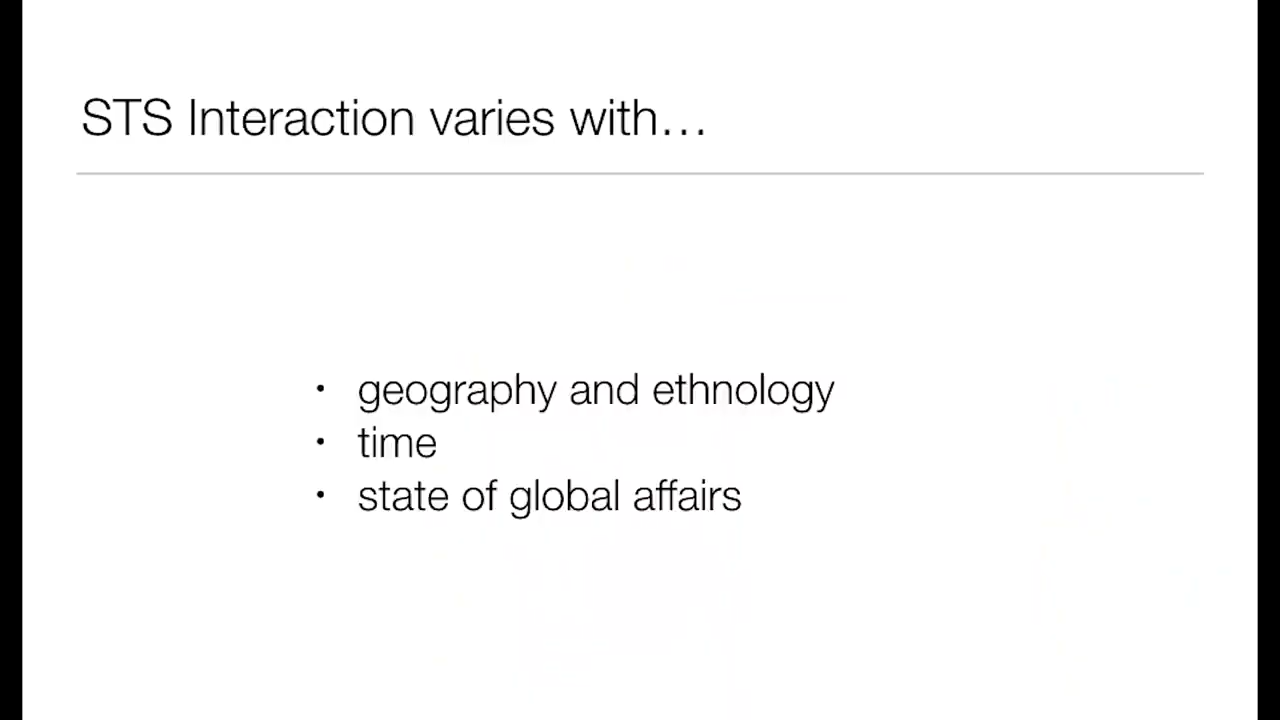 STS Interaction varies with…
• geography and ethnology
• time
• state of global affairs